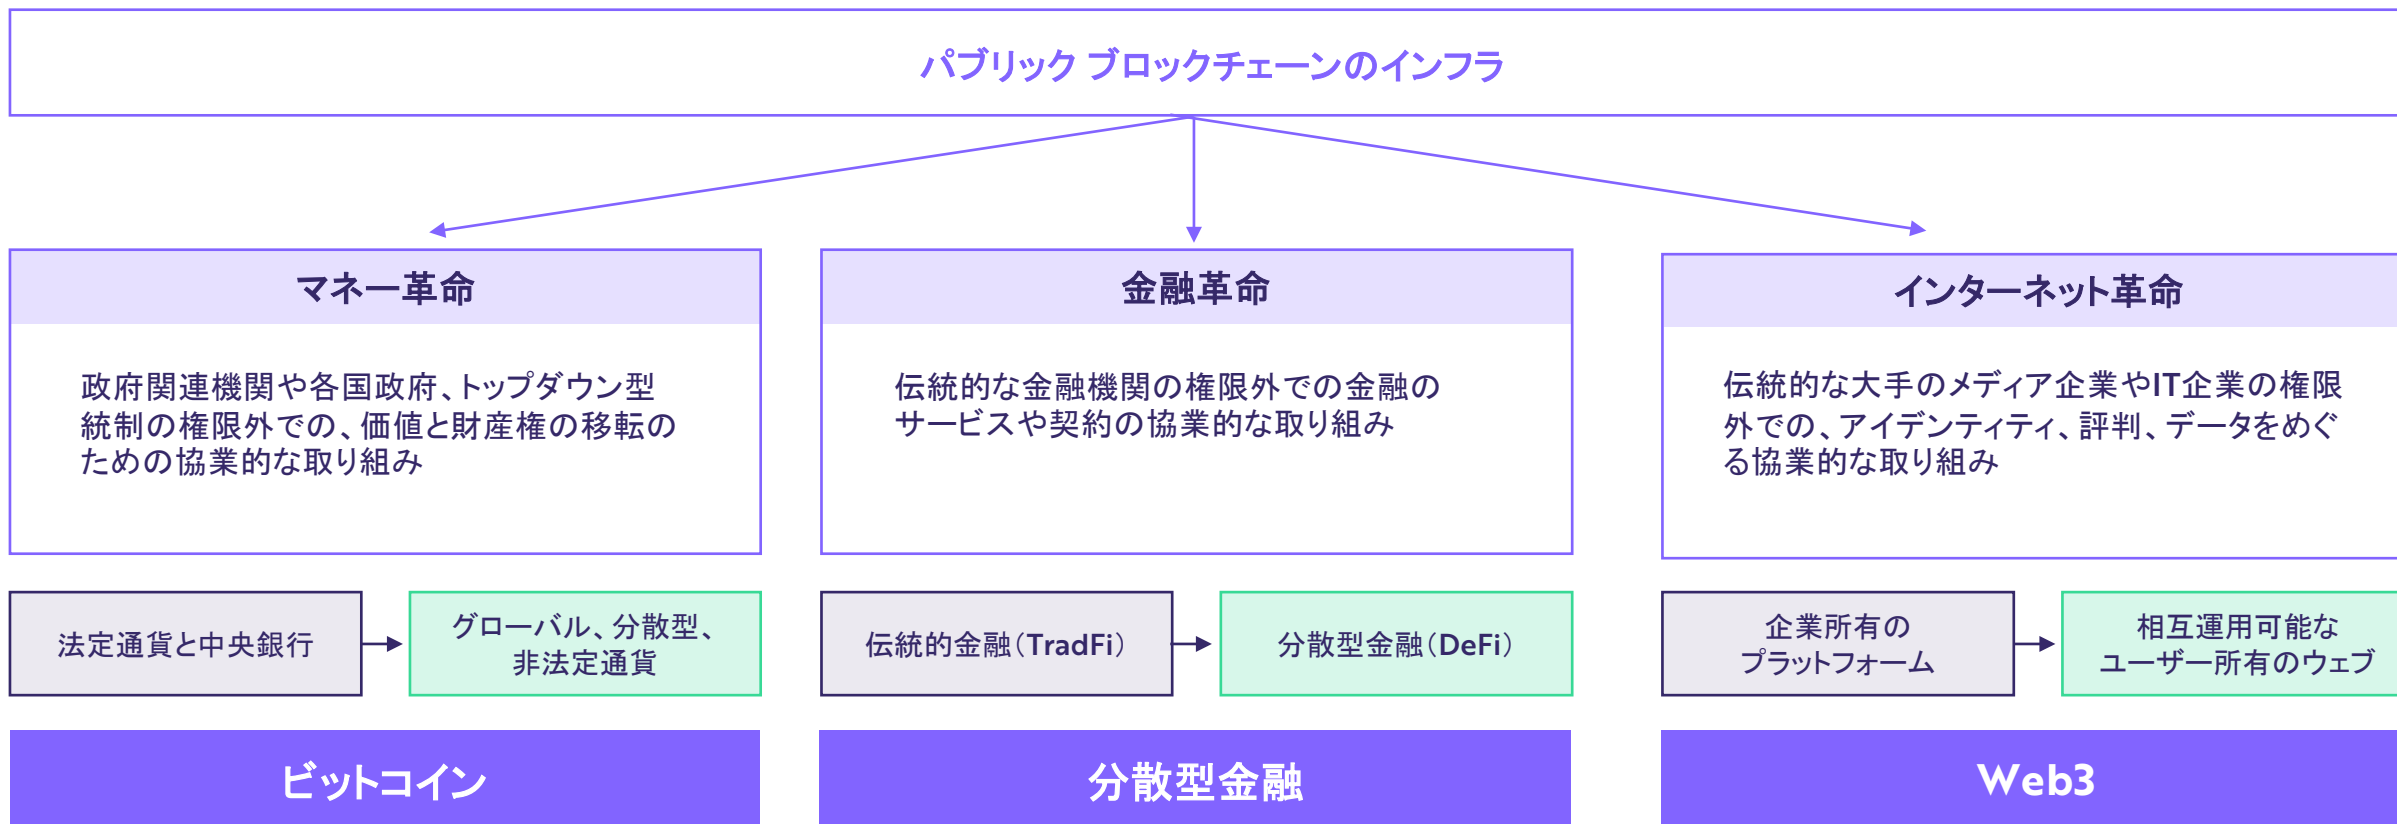 パブリック ブロックチェーンのインフラ
マネー革命
政府関連機関や各国政府、トップダウン型
統制の権限外での、価値と財産権の移転の
ための協業的な取り組み
法定通貨と中央銀行
グローバル、分散型、
非法定通貨
ビットコイン
金融革命
伝統的な金融機関の権限外での金融の
サービスや契約の協業的な取り組み
伝統的金融（TradFi）
分散型金融（DeFi）
分散型金融
インターネット革命
伝統的な大手のメディア企業やIT企業の権限
外での、アイデンティティ、評判、データをめぐ
る協業的な取り組み
企業所有の
プラットフォーム
相互運用可能な
ユーザー所有のウェブ
Web3